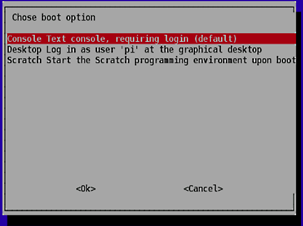 Chose boot option
Console Text console, requiring login (default)
Desktop Log in as user 'pi' at the graphical desktop
Scratch Start the Scratch programming environment upon boot
<Ok> <Cancel>